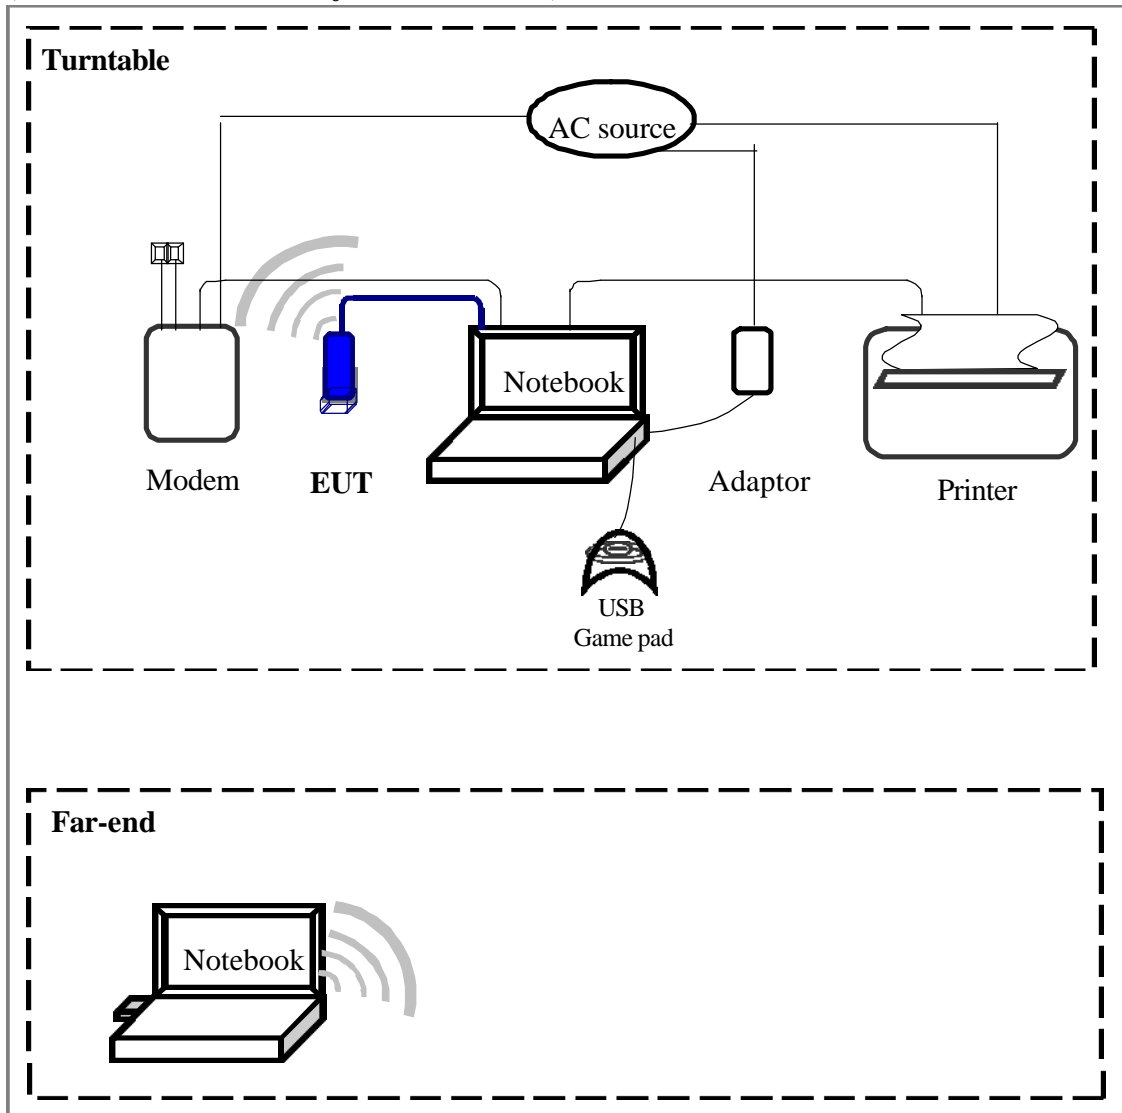 Turntable
AC source
Notebook
Modem
EUT
Adaptor
Printer
USB
Game pad
Far-end
Notebook